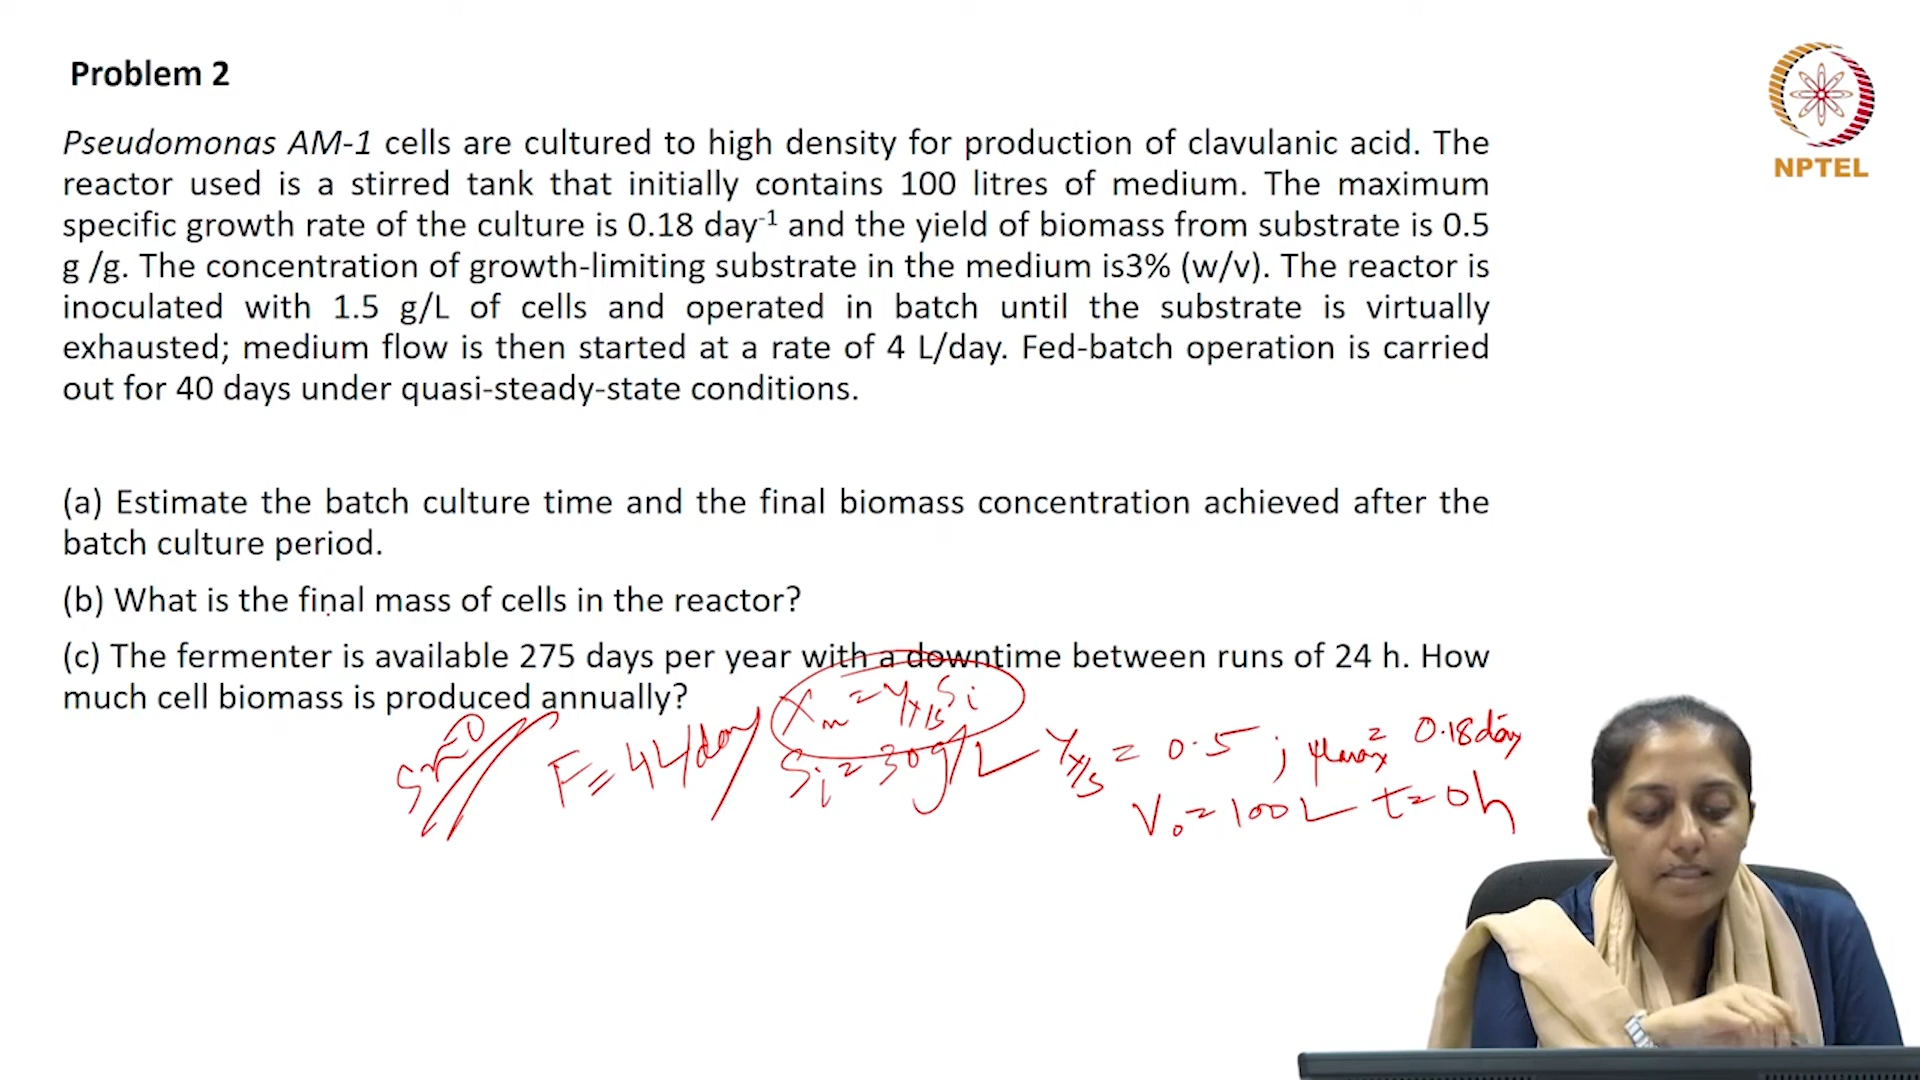 Problem 2
NPTEL
Pseudomonas AM-1 cells are cultured to high density for production of clavulanic acid. The
reactor used is a stirred tank that initially contains 100 litres of medium. The maximum
specific growth rate of the culture is 0.18 day-1 and the yield of biomass from substrate is 0.5
g /g. The concentration of growth-limiting substrate in the medium is3% (w/v). The reactor is
inoculated with 1.5 g/L of cells and operated in batch until the substrate is virtually
exhausted; medium flow is then started at a rate of 4 L/day. Fed-batch operation is carried
out for 40 days under quasi-steady-state conditions.
(a) Estimate the batch culture time and the final biomass concentration achieved after the
batch culture period.
(b) What is the final mass of cells in the reactor?
(c) The fermenter is available 275 days per year with a downtime between runs of 24 h. How
much cell biomass is produced annually?
Xm = Yx/s Si
F = 4L/day Si = 30g/L Yx/s = 0.5 ; μmax = 0.18day
V0 = 100L t = 0h